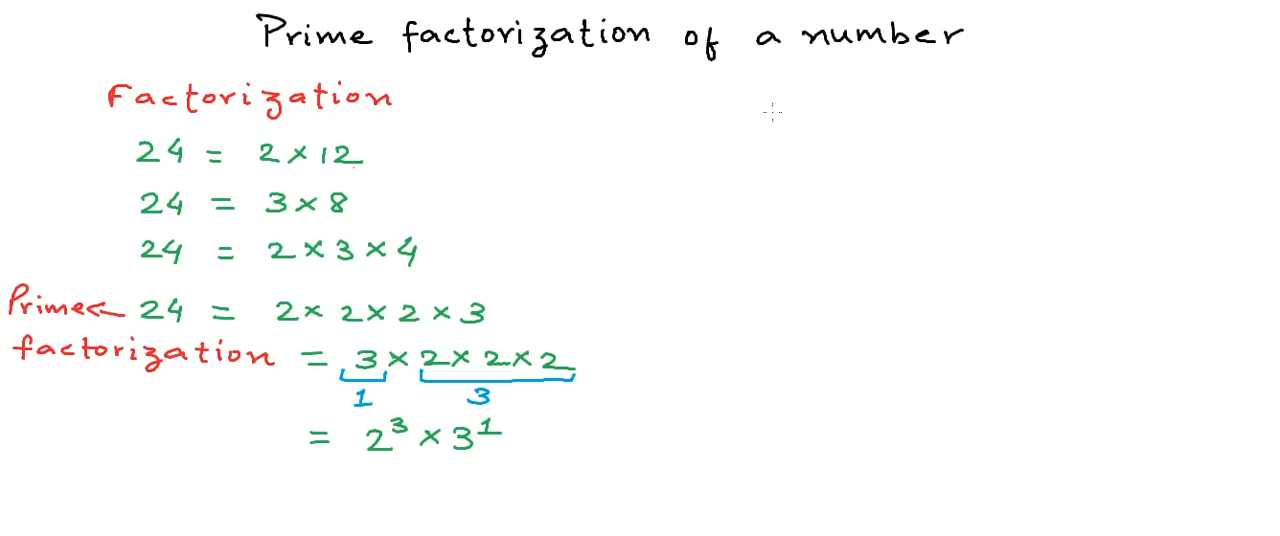 Prime factorization of a number
Factorization
24 = 2 × 12
24 = 3 × 8
24 = 2 × 3 × 4
Prime ← 24 = 2 × 2 × 2 × 3
factorization = 3 × 2 × 2 × 2
1 3
= 2³ × 3¹